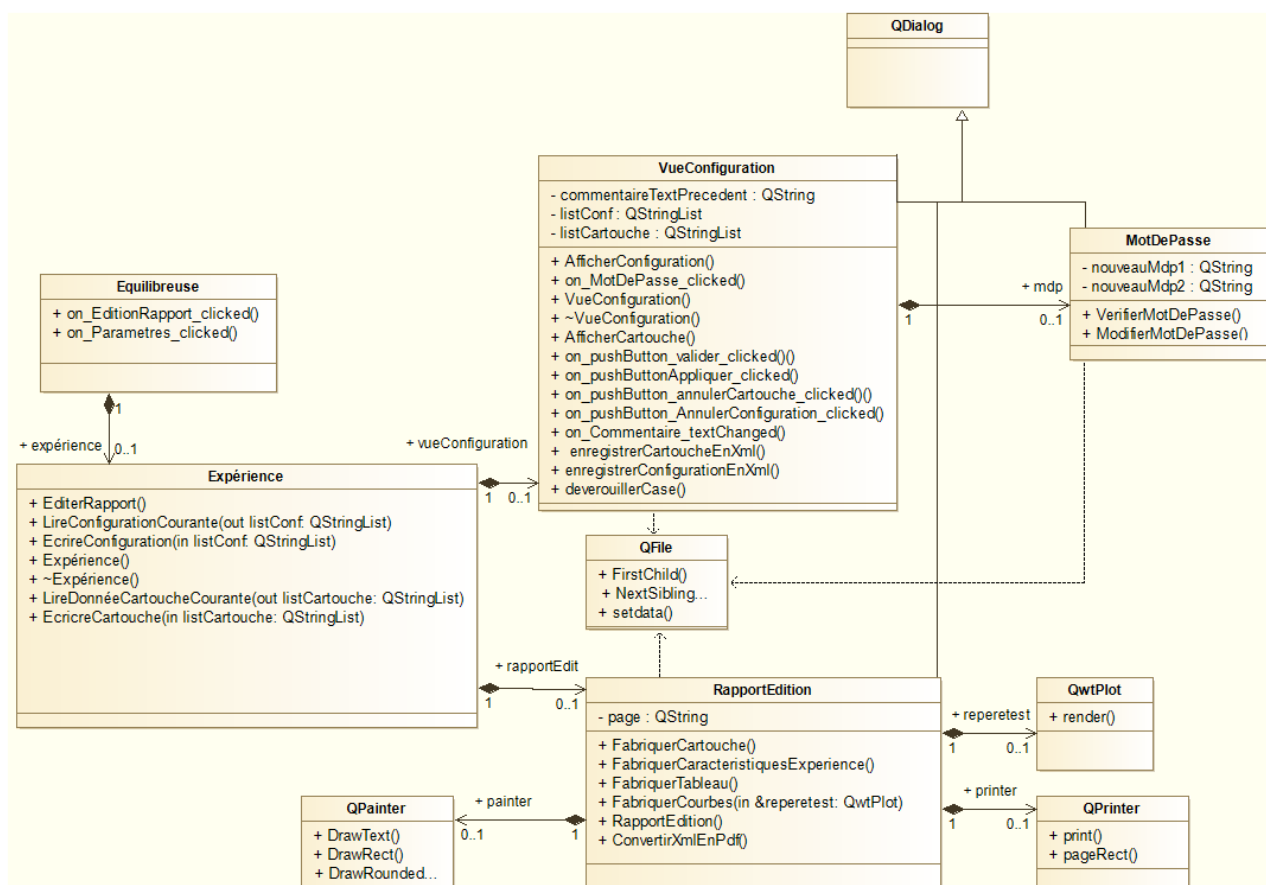 QDialog
VueConfiguration
- commentaireTextPrecedent : QString
- listConf : QStringList
- listCartouche : QStringList
+ AfficherConfiguration()
+ on_MotDePasse_clicked()
+ VueConfiguration()
+ ~VueConfiguration()
+ AfficherCartouche()
+ on_pushButton_valider_clicked()()
+ on_pushButtonAppliquer_clicked()
+ on_pushButton_annulerCartouche_clicked()()
+ on_pushButton_AnnulerConfiguration_clicked()
+ on_Commentaire_textChanged()
+ enregistrerCartoucheEnXml()
+ enregistrerConfigurationEnXml()
+ deverouillerCase()
MotDePasse
- nouveauMdp1 : QString
- nouveauMdp2 : QString
+ VerifierMotDePasse()
+ ModifierMotDePasse()
+ mdp
1
0..1
Equilibreuse
+ on_EditionRapport_clicked()
+ on_Parametres_clicked()
1
+ expérience
0..1
+ vueConfiguration
1
0..1
Expérience
+ EditerRapport()
+ LireConfigurationCourante(out listConf: QStringList)
+ EcrireConfiguration(in listConf: QStringList)
+ Expérience()
+ ~Expérience()
+ LireDonnéeCartoucheCourante(out listCartouche: QStringList)
+ EcricreCartouche(in listCartouche: QStringList)
QFile
+ FirstChild()
+ NextSibling...
+ setdata()
+ rapportEdit
1
0..1
RapportEdition
- page : QString
+ FabriquerCartouche()
+ FabriquerCaracteristiquesExperience()
+ FabriquerTableau()
+ FabriquerCourbes(in &reperetest: QwtPlot)
+ RapportEdition()
+ ConvertirXmlEnPdf()
+ reperetest
1
0..1
QwtPlot
+ render()
+ printer
1
0..1
QPrinter
+ print()
+ pageRect()
+ painter
0..1
1
QPainter
+ DrawText()
+ DrawRect()
+ DrawRounded...